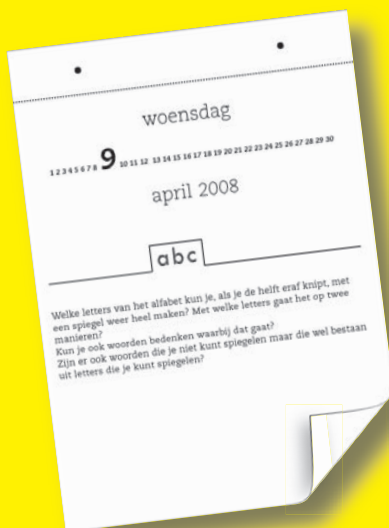 woensdag
1 2 3 4 5 6 7 8 9 10 11 12 13 14 15 16 17 18 19 20 21 22 23 24 25 26 27 28 29 30
april 2008
abc
Welke letters van het alfabet kun je, als je de helft eraf knipt, met
een spiegel weer heel maken? Met welke letters gaat het op twee
manieren?
Kun je ook woorden bedenken waarbij dat gaat?
Zijn er ook woorden die je niet kunt spiegelen maar die wel bestaan
uit letters die je kunt spiegelen?